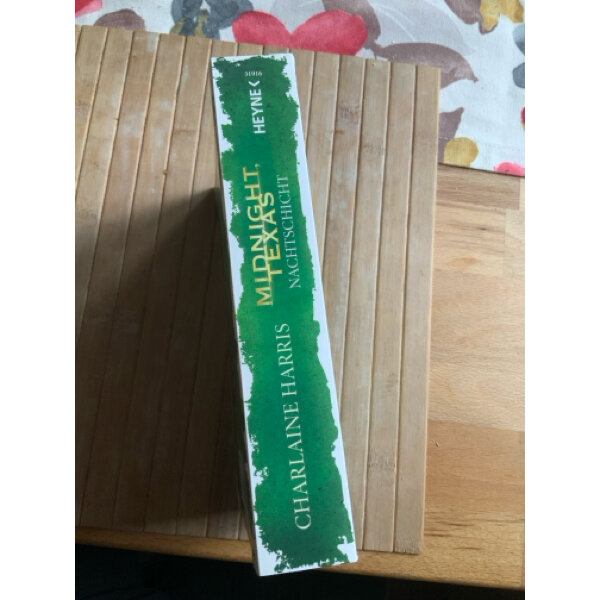 CHARLAINE HARRIS
MIDNIGHT,
TEXAS
NACHTSCHICHT
HEYNE<
31916